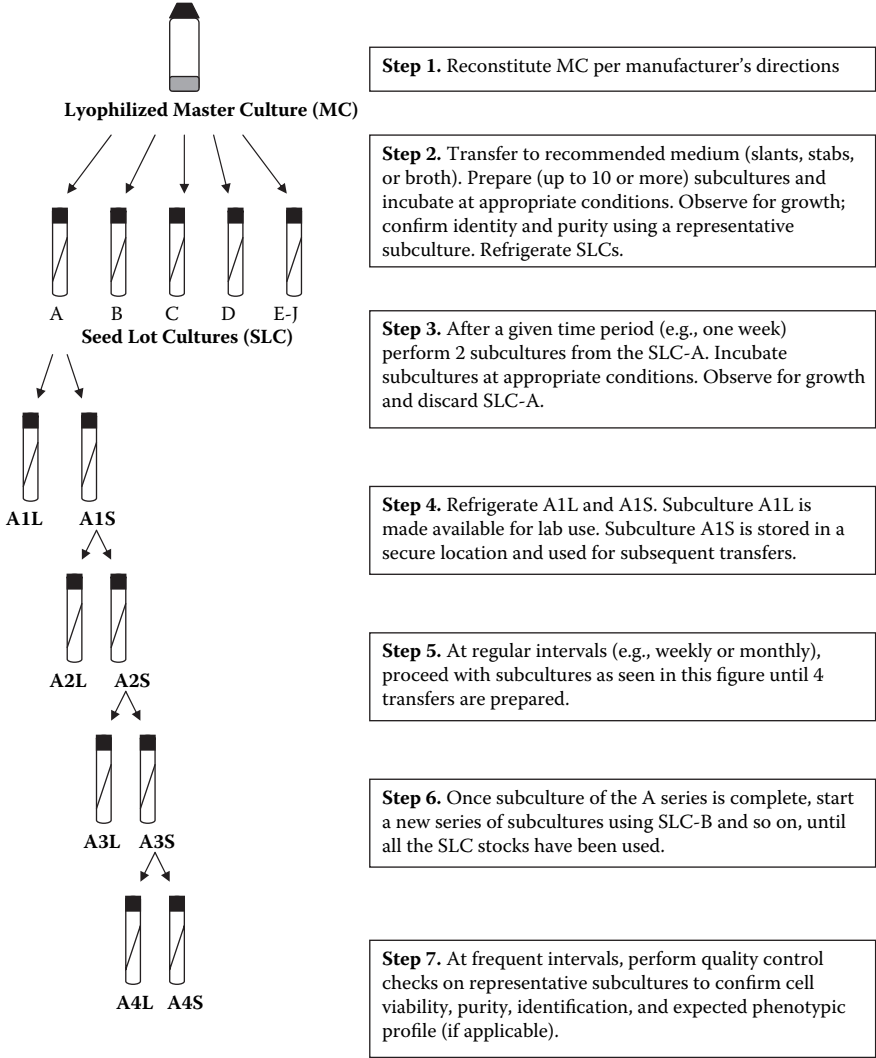 Step 1. Reconstitute MC per manufacturer’s directions
Lyophilized Master Culture (MC)
Step 2. Transfer to recommended medium (slants, stabs,
or broth). Prepare (up to 10 or more) subcultures and
incubate at appropriate conditions. Observe for growth;
confirm identity and purity using a representative
subculture. Refrigerate SLCs.
A B C D E-J
Seed Lot Cultures (SLC)
Step 3. After a given time period (e.g., one week)
perform 2 subcultures from the SLC-A. Incubate
subcultures at appropriate conditions. Observe for growth
and discard SLC-A.
A1L A1S
Step 4. Refrigerate A1L and A1S. Subculture A1L is
made available for lab use. Subculture A1S is stored in a
secure location and used for subsequent transfers.
A2L A2S
Step 5. At regular intervals (e.g., weekly or monthly),
proceed with subcultures as seen in this figure until 4
transfers are prepared.
A3L A3S
Step 6. Once subculture of the A series is complete, start
a new series of subcultures using SLC-B and so on, until
all the SLC stocks have been used.
A4L A4S
Step 7. At frequent intervals, perform quality control
checks on representative subcultures to confirm cell
viability, purity, identification, and expected phenotypic
profile (if applicable).